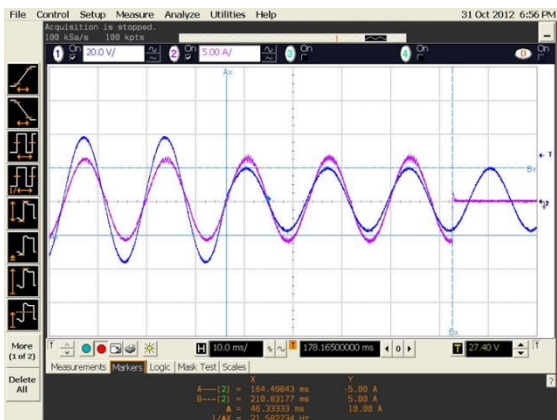 File Control Setup Measure Analyze Utilities Help 31 Oct 2012 6:56 PM
Acquisition is stopped.
100 kSa/s 100 kpts
1 On 20.0 V/ 2 On 5.00 A/ 3 On 4 On
Ax
T
By
Bx
More
(1 of 2)
Delete
All
H 10.0 ms/ 178.16500000 ms 0 T 27.40 V
Measurements Markers Logic Mask Test Scales
X Y
A---(2) = 164.49843 ms -5.00 A
B---(2) = 210.83177 ms 5.00 A
Δ = 46.33333 ms 10.00 A
1/ΔX = 21.582734 Hz